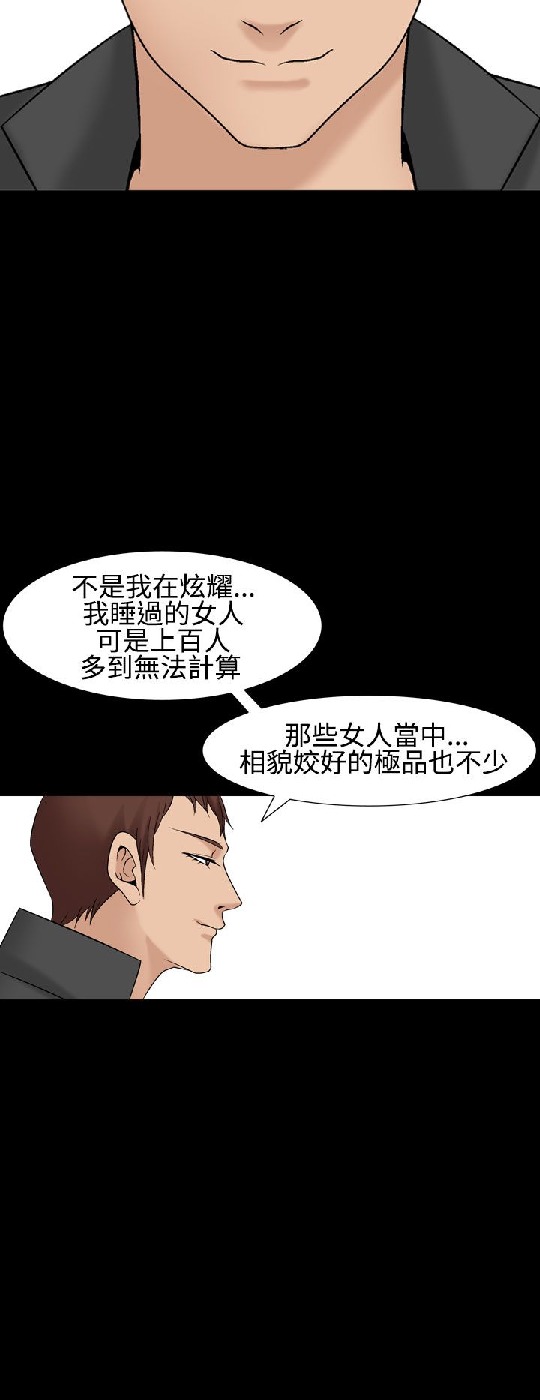 不是我在炫耀...
我睡過的女人
可是上百人
多到無法計算
那些女人當中...
相貌姣好的極品也不少